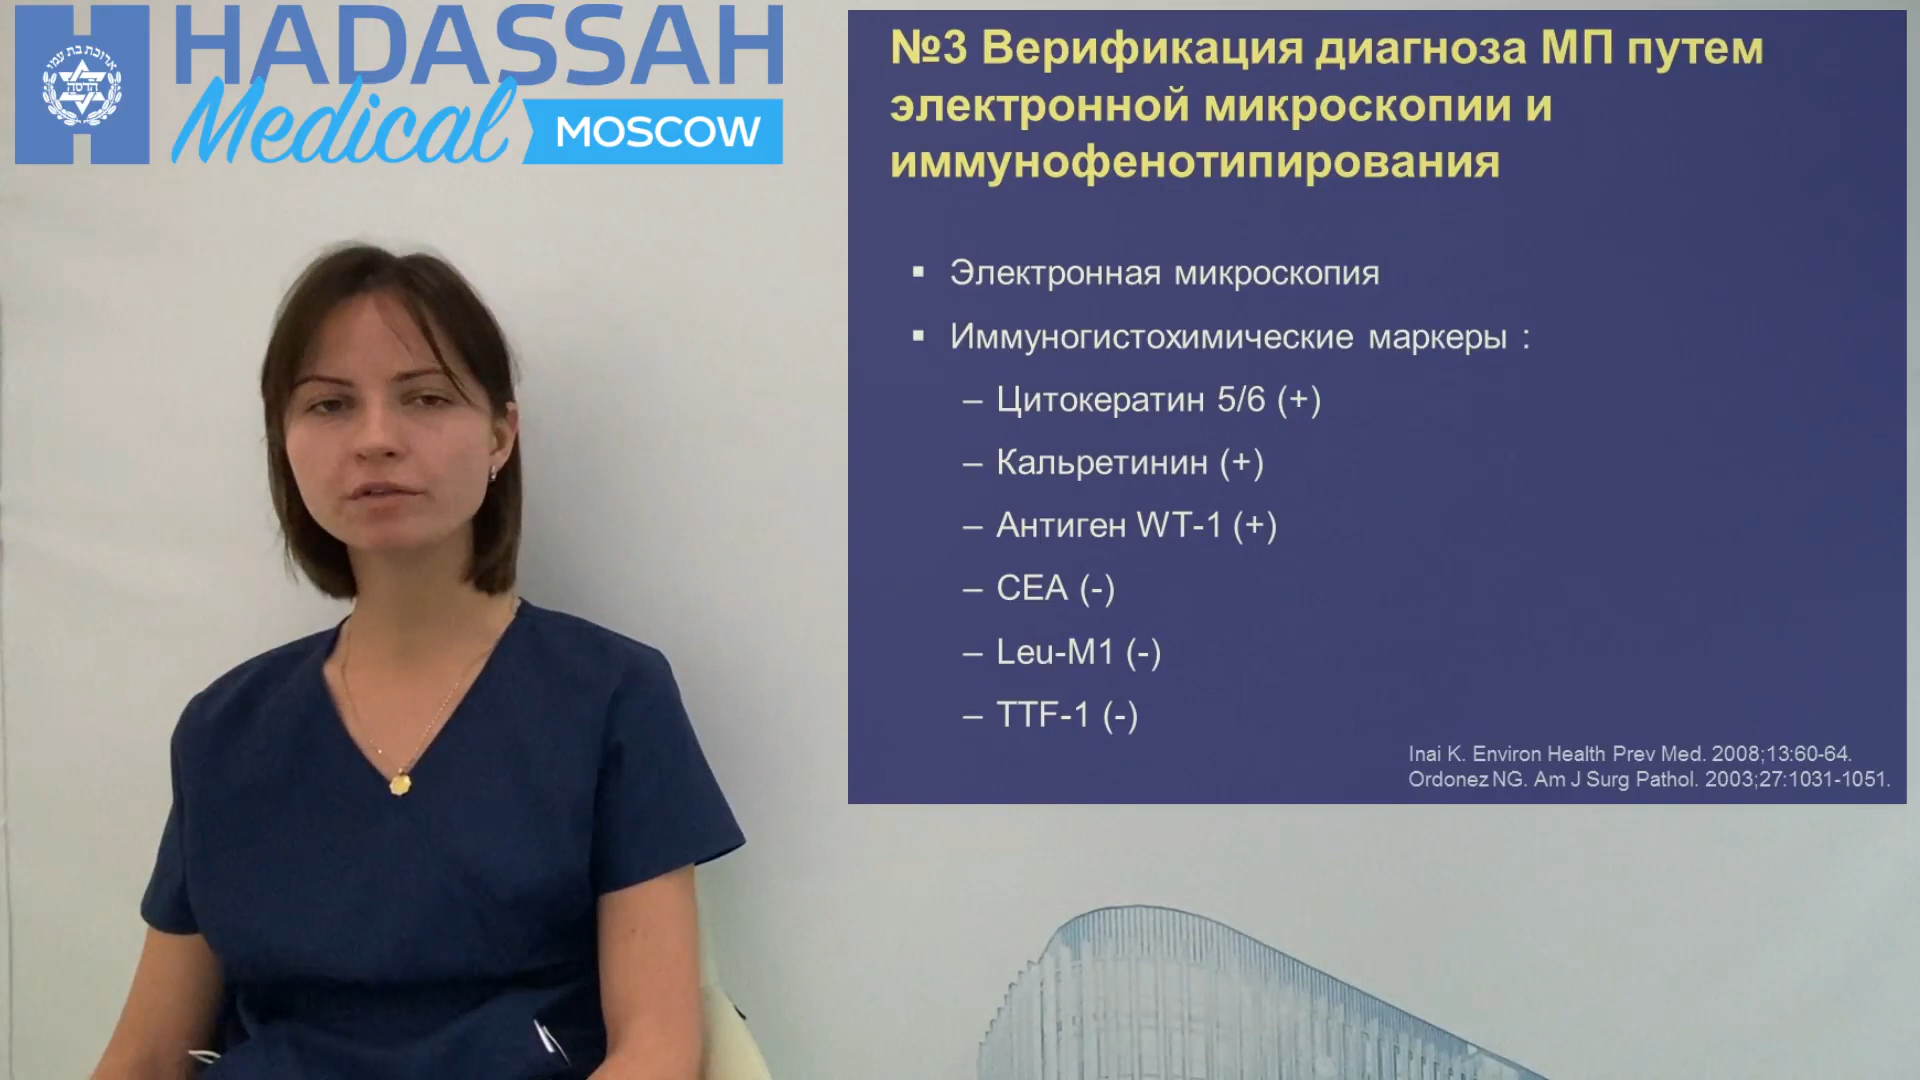 HADASSAH
Medical MOSCOW
הדסה
№3 Верификация диагноза МП путем
электронной микроскопии и
иммунофенотипирования
▪ Электронная микроскопия
▪ Иммуногистохимические маркеры :
– Цитокератин 5/6 (+)
– Кальретинин (+)
– Антиген WT-1 (+)
– CEA (-)
– Leu-M1 (-)
– TTF-1 (-)
Inai K. Environ Health Prev Med. 2008;13:60-64.
Ordonez NG. Am J Surg Pathol. 2003;27:1031-1051.